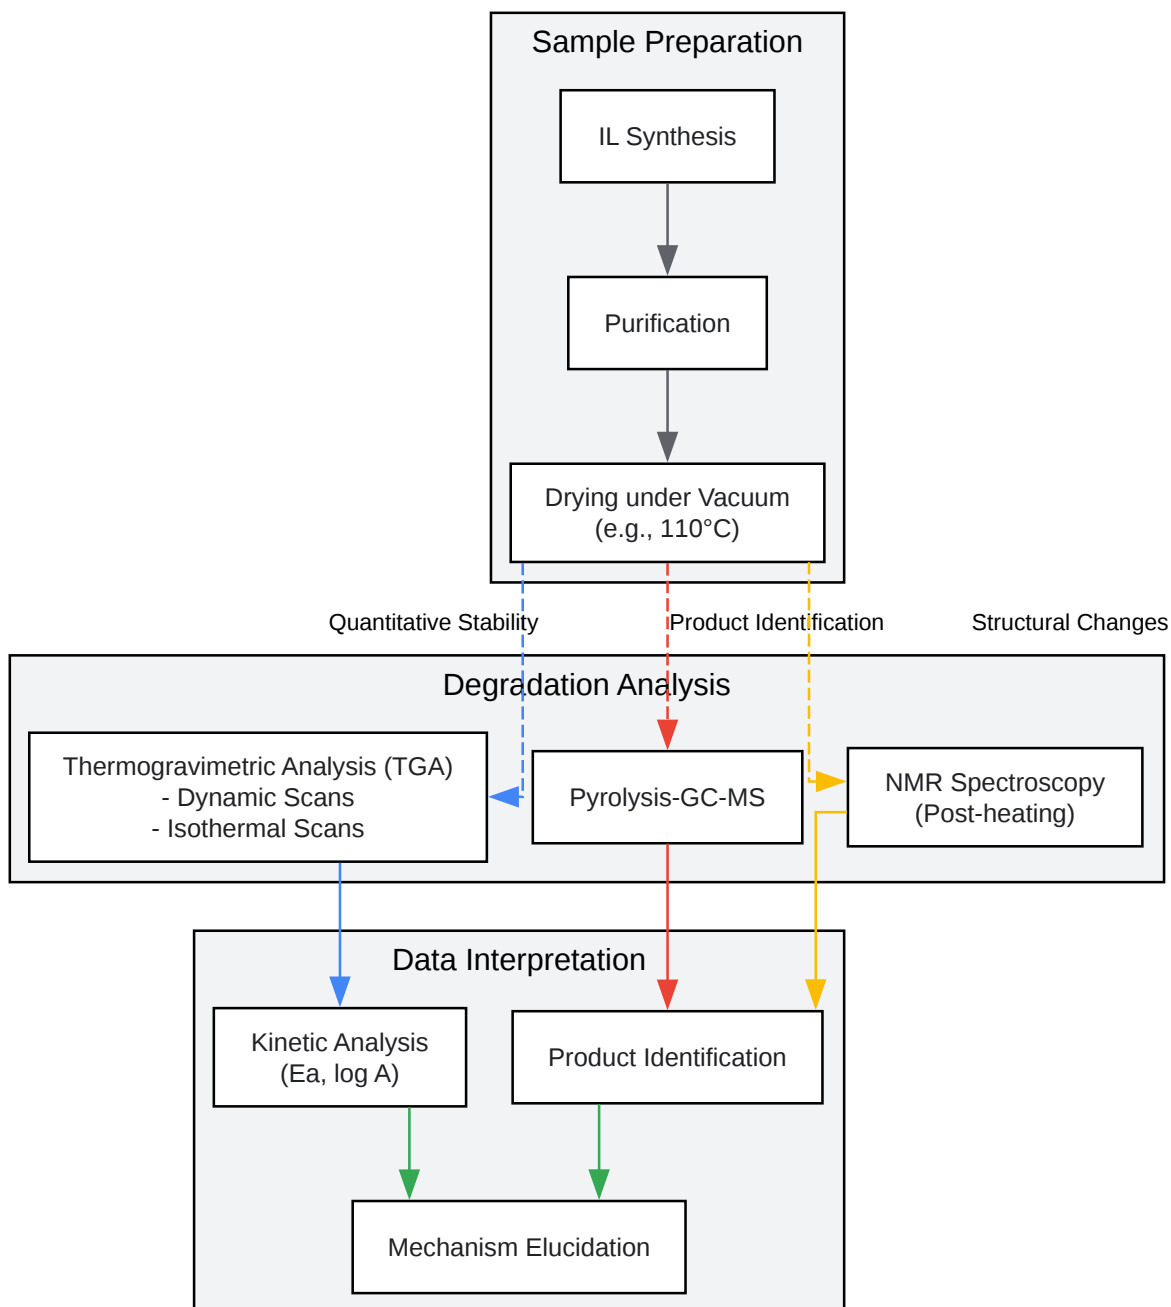 Sample Preparation
IL Synthesis
Purification
Drying under Vacuum
(e.g., 110°C)
Quantitative Stability
Product Identification
Structural Changes
Degradation Analysis
Thermogravimetric Analysis (TGA)
- Dynamic Scans
- Isothermal Scans
Pyrolysis-GC-MS
NMR Spectroscopy
(Post-heating)
Data Interpretation
Kinetic Analysis
(Ea, log A)
Product Identification
Mechanism Elucidation